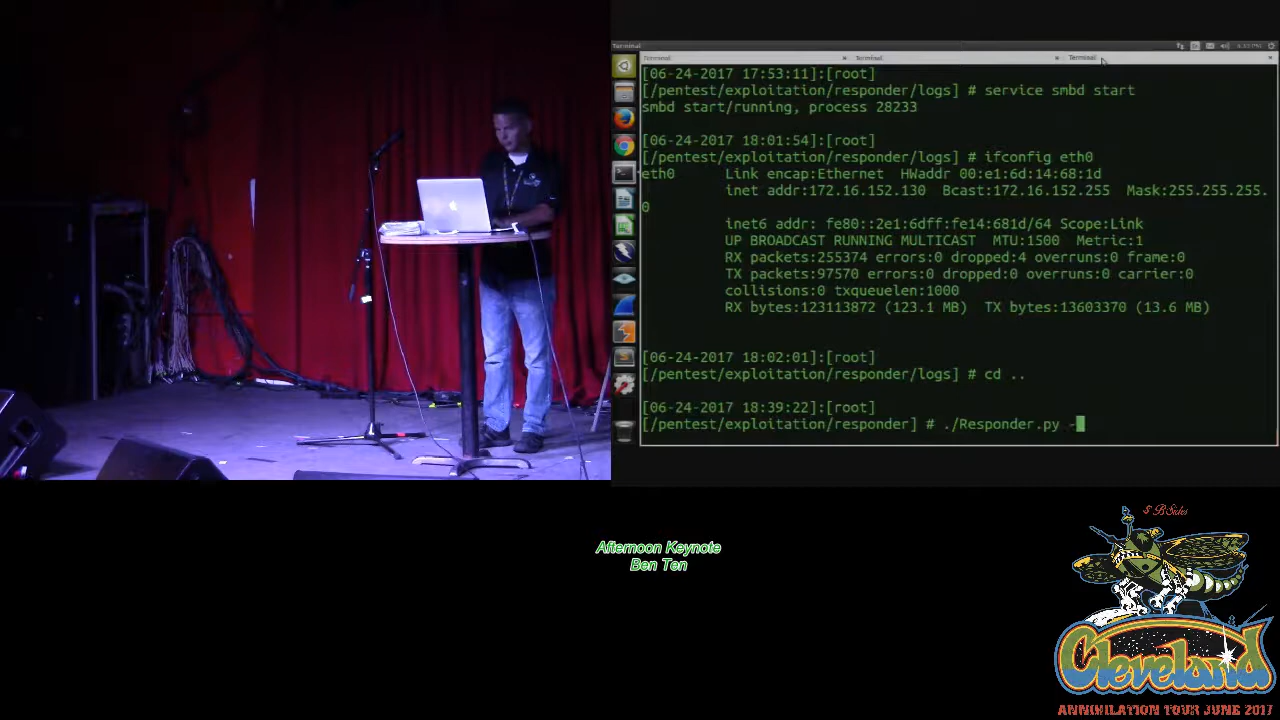 Terminal
Terminal
Terminal
Terminal
[06-24-2017 17:53:11]:[root]
[/pentest/exploitation/responder/logs] # service smbd start
smbd start/running, process 28233
[06-24-2017 18:01:54]:[root]
[/pentest/exploitation/responder/logs] # ifconfig eth0
eth0 Link encap:Ethernet HWaddr 00:e1:6d:14:68:1d
inet addr:172.16.152.130 Bcast:172.16.152.255 Mask:255.255.255.
0
inet6 addr: fe80::2e1:6dff:fe14:681d/64 Scope:Link
UP BROADCAST RUNNING MULTICAST MTU:1500 Metric:1
RX packets:255374 errors:0 dropped:4 overruns:0 frame:0
TX packets:97570 errors:0 dropped:0 overruns:0 carrier:0
collisions:0 txqueuelen:1000
RX bytes:123113872 (123.1 MB) TX bytes:13603370 (13.6 MB)
[06-24-2017 18:02:01]:[root]
[/pentest/exploitation/responder/logs] # cd ..
[06-24-2017 18:39:22]:[root]
[/pentest/exploitation/responder] # ./Responder.py -
Afternoon Keynote
Ben Ten
BSides
Cleveland
ANNIHILATION TOUR JUNE 2017